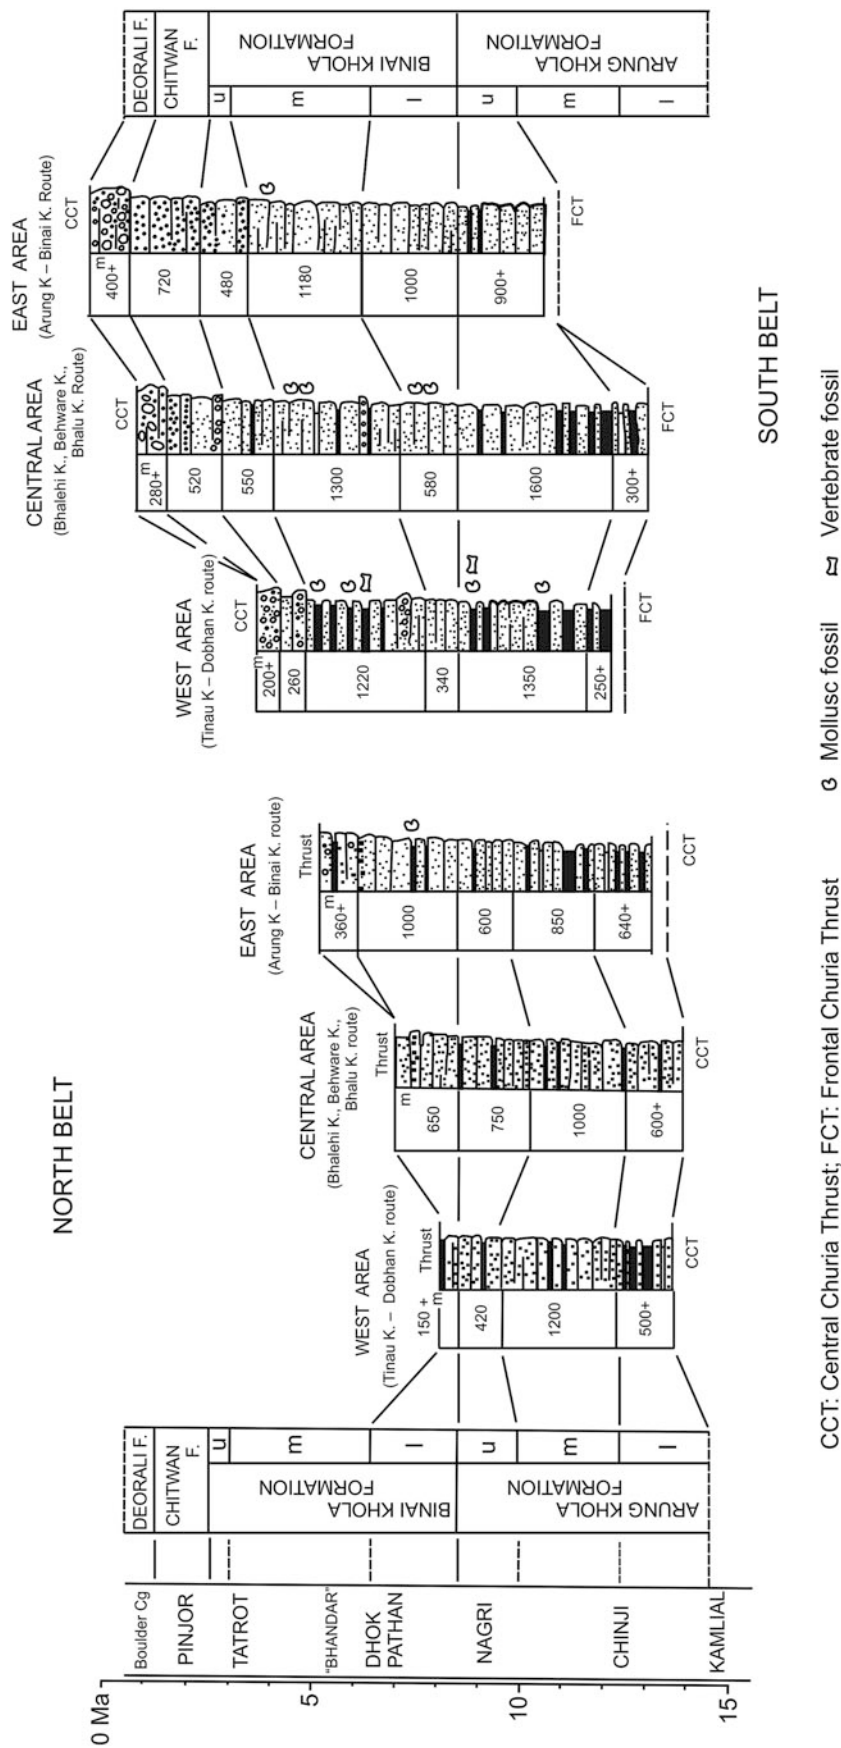 NORTH BELT
SOUTH BELT
0 Ma
5
10
15
Boulder Cg
PINJOR
TATROT
"BHANDAR"
DHOK
PATHAN
NAGRI
CHINJI
KAMLIAL
DEORALI F.
CHITWAN
F.
u
m
l
BINAI KHOLA
FORMATION
u
m
l
ARUNG KHOLA
FORMATION
WEST AREA
(Tinau K. – Dobhan K. route)
Thrust
m
150 +
420
1200
500+
CCT
CENTRAL AREA
(Bhalehi K., Behware K.,
Bhalu K. route)
Thrust
m
650
750
1000
600+
CCT
EAST AREA
(Arung K – Binai K. route)
Thrust
m
360+
1000
600
850
640+
CCT
WEST AREA
(Tinau K – Dobhan K. route)
CCT
m
200+
260
1220
340
1350
250+
FCT
CENTRAL AREA
(Bhalehi K., Behware K.,
Bhalu K. Route)
CCT
m
280+
520
550
1300
580
1600
300+
FCT
EAST AREA
(Arung K – Binai K. Route)
CCT
m
400+
720
480
1180
1000
900+
FCT
DEORALI F.
CHITWAN
F.
u
m
l
BINAI KHOLA
FORMATION
u
m
l
ARUNG KHOLA
FORMATION
CCT: Central Churia Thrust; FCT: Frontal Churia Thrust
Mollusc fossil
Vertebrate fossil